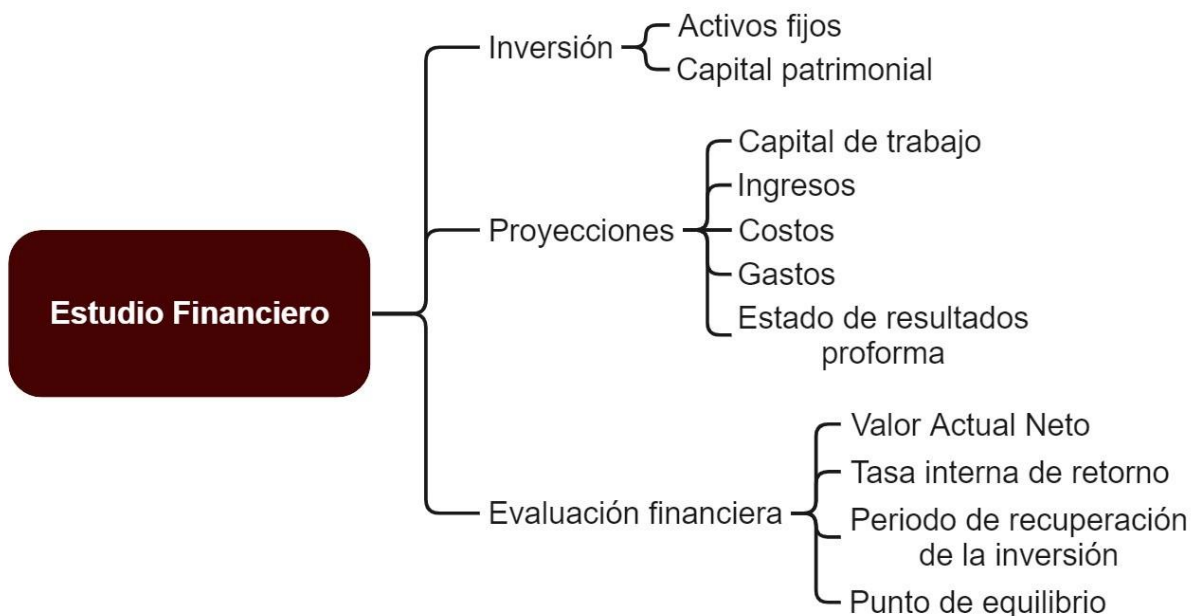 Estudio Financiero
Inversión
Activos fijos
Capital patrimonial
Proyecciones
Capital de trabajo
Ingresos
Costos
Gastos
Estado de resultados
proforma
Evaluación financiera
Valor Actual Neto
Tasa interna de retorno
Periodo de recuperación
de la inversión
Punto de equilibrio